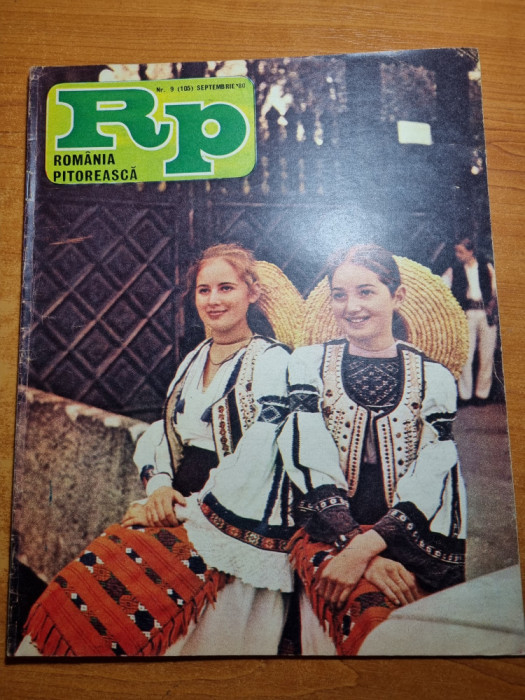 Nr. 9 (105) SEPTEMBRIE '80
Rp
ROMÂNIA
PITOREASCĂ